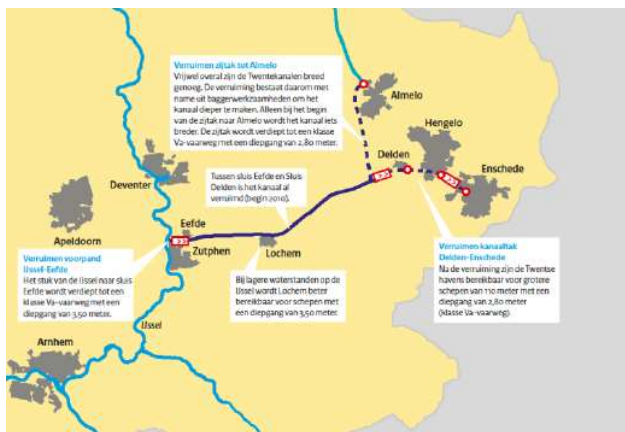 Verruimen zijtak tot Almelo
Vrijwel overal zijn de Twentekanalen breed
genoeg. De verruiming bestaat daarom met
name uit baggerwerkzaamheden om het
kanaal dieper te maken. Alleen bij het begin
van de zijtak naar Almelo wordt het kanaal iets
breder. De zijtak wordt verdiept tot een klasse
Va-vaarweg met een diepgang van 2,80 meter.
Almelo
Hengelo
Delden
Enschede
Deventer
Tussen sluis Eefde en Sluis
Delden is het kanaal al
verruimd (begin 2010).
Apeldoorn
Eefde
Zutphen
Lochem
Verruimen voorpand
IJssel-Eefde
Het stuk van de IJssel naar sluis
Eefde wordt verdiept tot een
klasse Va-vaarweg met een
diepgang van 3,50 meter.
Bij lagere waterstanden op de
IJssel wordt Lochem beter
bereikbaar voor schepen met
een diepgang van 3,50 meter.
Verruimen kanaaltak
Delden-Enschede
Na de verruiming zijn de Twentse
havens bereikbaar voor grotere
schepen van 110 meter met een
diepgang van 2,80 meter
(klasse Va-vaarweg).
IJssel
Arnhem